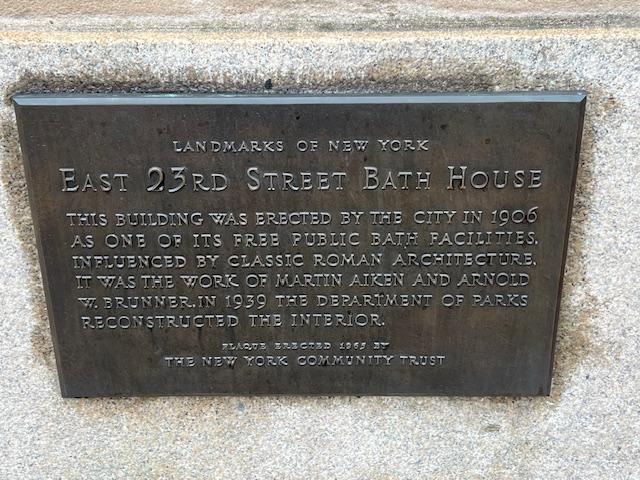 LANDMARKS OF NEW YORK
EAST 23RD STREET BATH HOUSE
THIS BUILDING WAS ERECTED BY THE CITY IN 1906
AS ONE OF ITS FREE PUBLIC BATH FACILITIES.
INFLUENCED BY CLASSIC ROMAN ARCHITECTURE,
IT WAS THE WORK OF MARTIN AIKEN AND ARNOLD
W. BRUNNER. IN 1939 THE DEPARTMENT OF PARKS
RECONSTRUCTED THE INTERIOR.
PLAQUE ERECTED 1965 BY
THE NEW YORK COMMUNITY TRUST